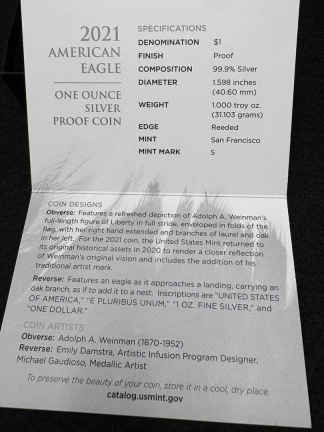 2021
AMERICAN
EAGLE
ONE OUNCE
SILVER
PROOF COIN
SPECIFICATIONS
DENOMINATION $1
FINISH Proof
COMPOSITION 99.9% Silver
DIAMETER 1.598 inches
(40.60 mm)
WEIGHT 1.000 troy oz.
(31.103 grams)
EDGE Reeded
MINT San Francisco
MINT MARK S
COIN DESIGNS
Obverse: Features a refreshed depiction of Adolph A. Weinman's
full-length figure of Liberty in full stride, enveloped in folds of the
flag, with her right hand extended and branches of laurel and oak
in her left. For the 2021 coin, the United States Mint returned to
its original historical assets in 2020 to render a closer reflection
of Weinman's original vision and includes the addition of his
traditional artist mark.
Reverse: Features an eagle as it approaches a landing, carrying an
oak branch, as if to add it to a nest. Inscriptions are "UNITED STATES
OF AMERICA," "E PLURIBUS UNUM," "1 OZ. FINE SILVER," and
"ONE DOLLAR."
COIN ARTISTS
Obverse: Adolph A. Weinman (1870-1952)
Reverse: Emily Damstra, Artistic Infusion Program Designer,
Michael Gaudioso, Medallic Artist
To preserve the beauty of your coin, store it in a cool, dry place.
catalog.usmint.gov